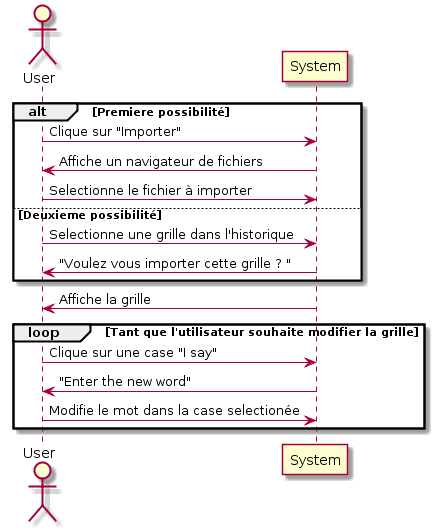 User
System
alt [Premiere possibilité]
Clique sur "Importer"
Affiche un navigateur de fichiers
Selectionne le fichier à importer
[Deuxieme possibilité]
Selectionne une grille dans l'historique
"Voulez vous importer cette grille ? "
Affiche la grille
loop [Tant que l'utilisateur souhaite modifier la grille]
Clique sur une case "I say"
"Enter the new word"
Modifie le mot dans la case selectionée
User
System